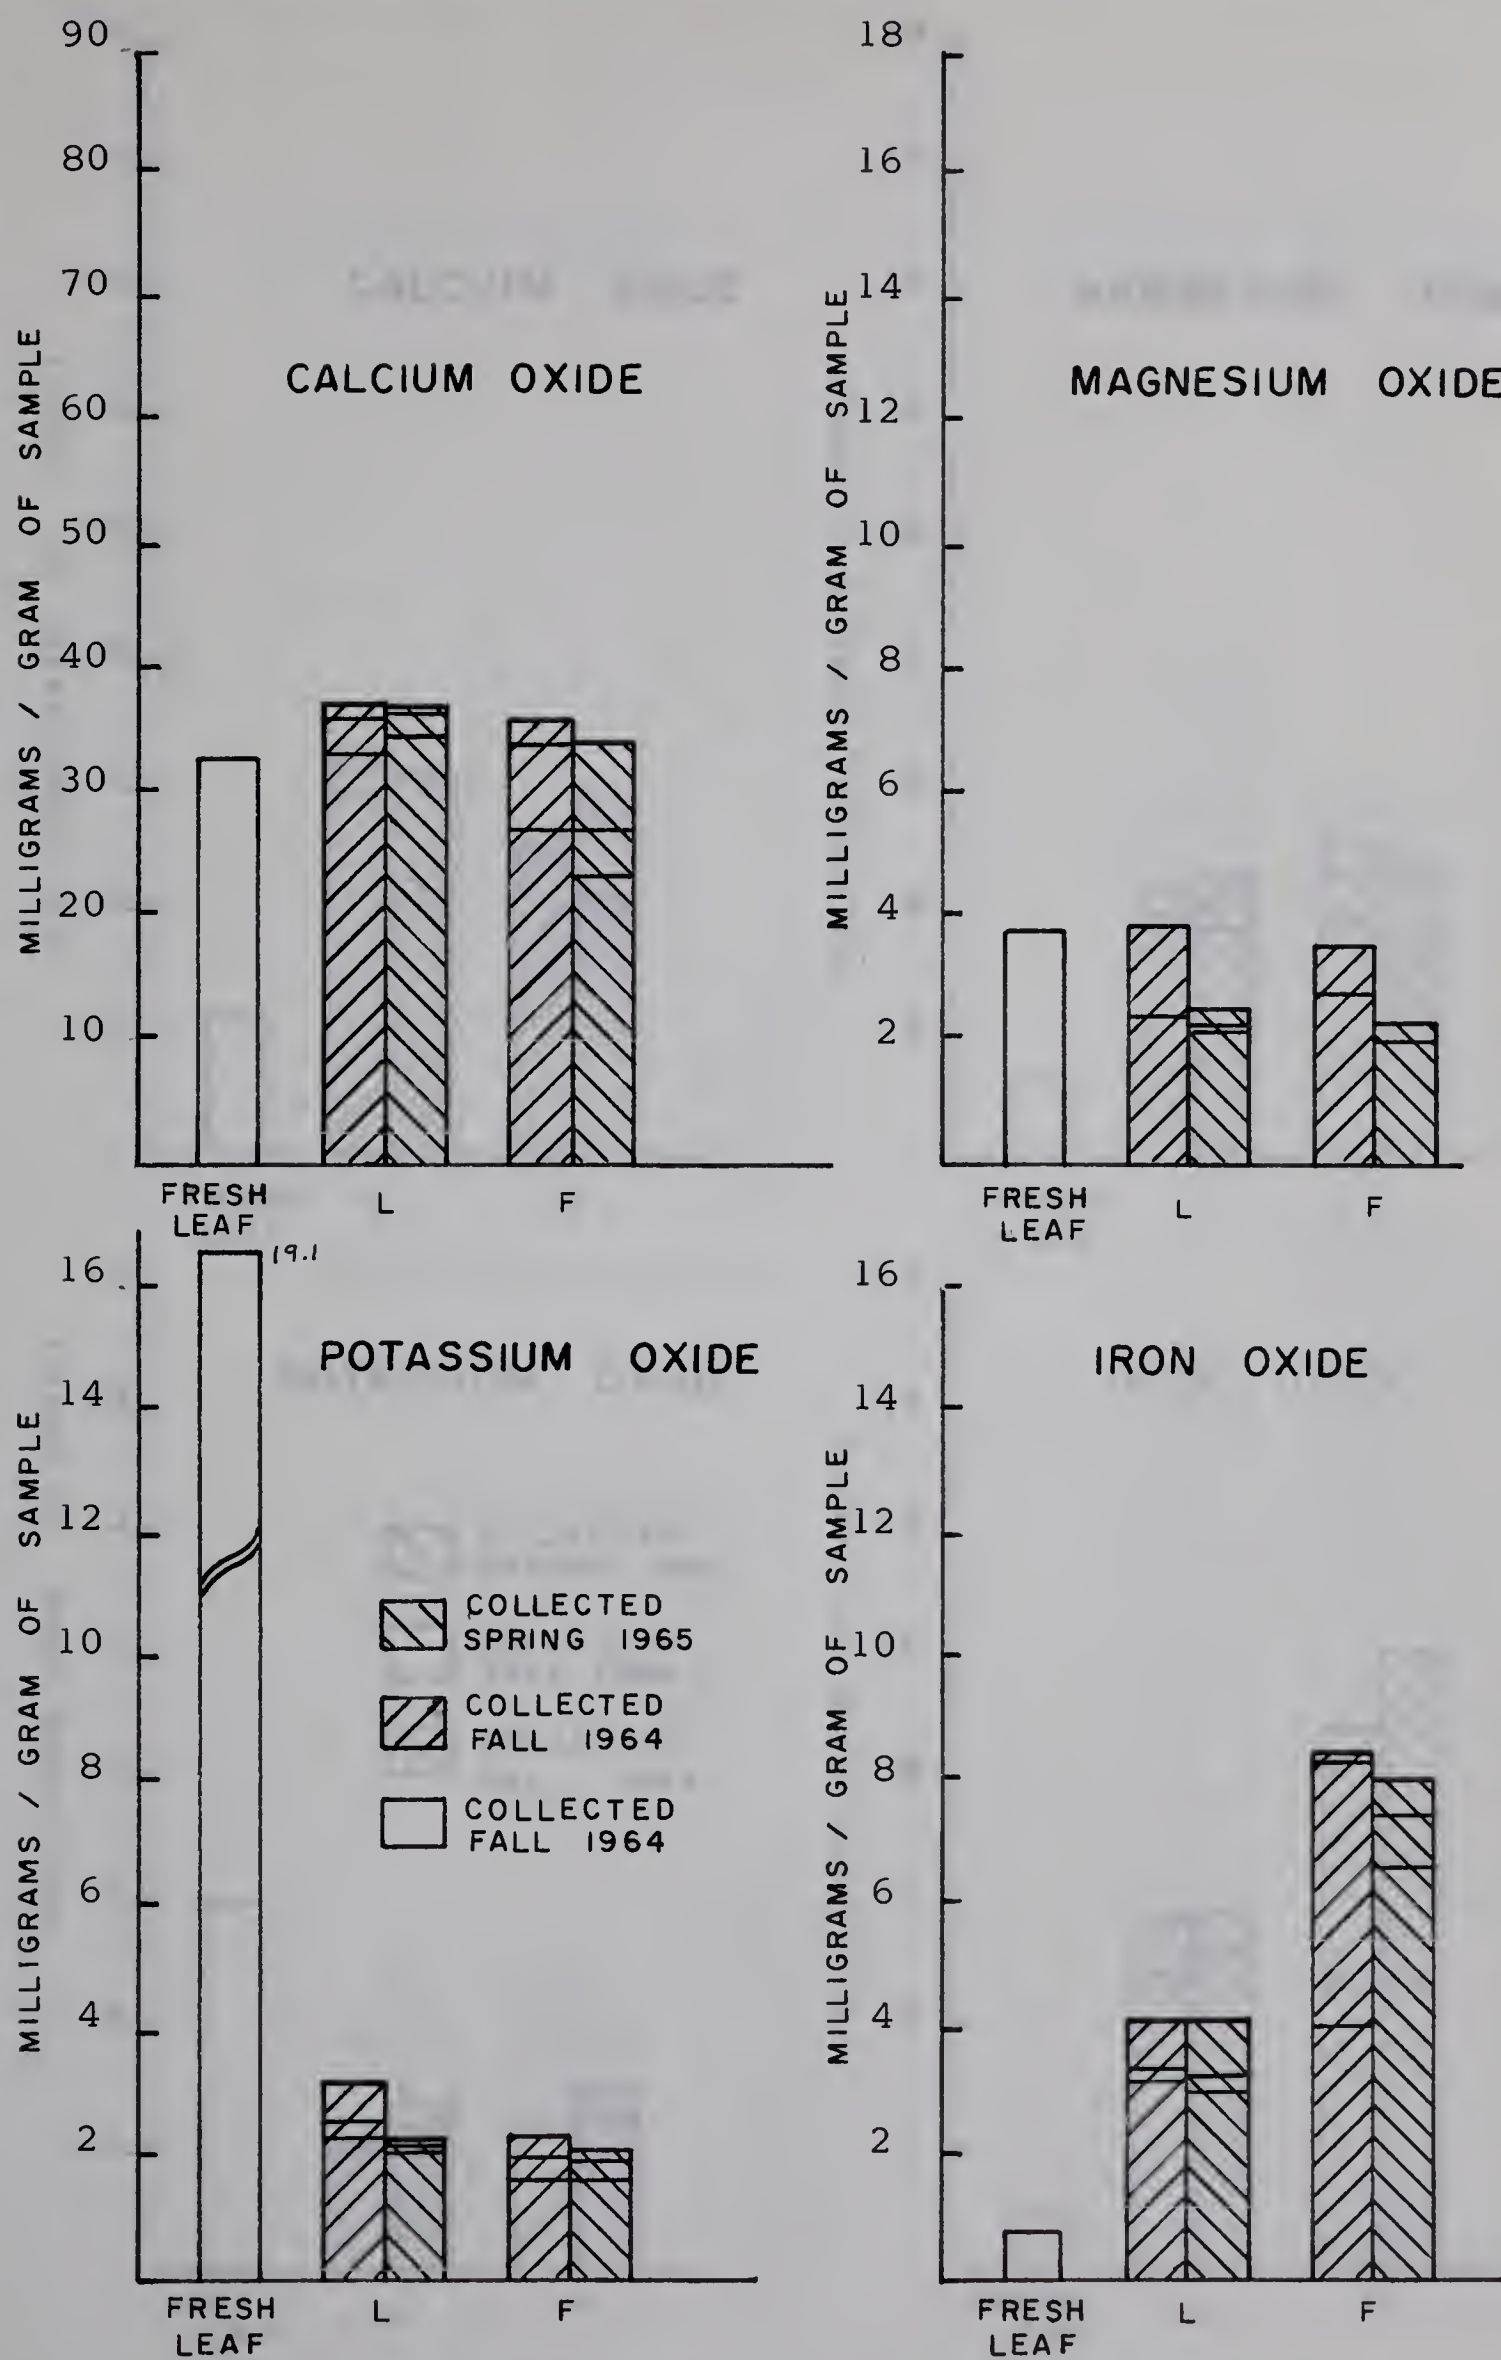 MILLIGRAMS / GRAM OF SAMPLE
90
80
70
60
50
40
30
20
10
CALCIUM OXIDE
FRESH LEAF
L
F
MILLIGRAMS / GRAM OF SAMPLE
18
16
14
12
10
8
6
4
2
MAGNESIUM OXIDE
FRESH LEAF
L
F
MILLIGRAMS / GRAM OF SAMPLE
16
14
12
10
8
6
4
2
19.1
POTASSIUM OXIDE
COLLECTED
SPRING 1965
COLLECTED
FALL 1964
COLLECTED
FALL 1964
FRESH
LEAF
L
F
MILLIGRAMS / GRAM OF SAMPLE
16
14
12
10
8
6
4
2
IRON OXIDE
FRESH
LEAF
L
F